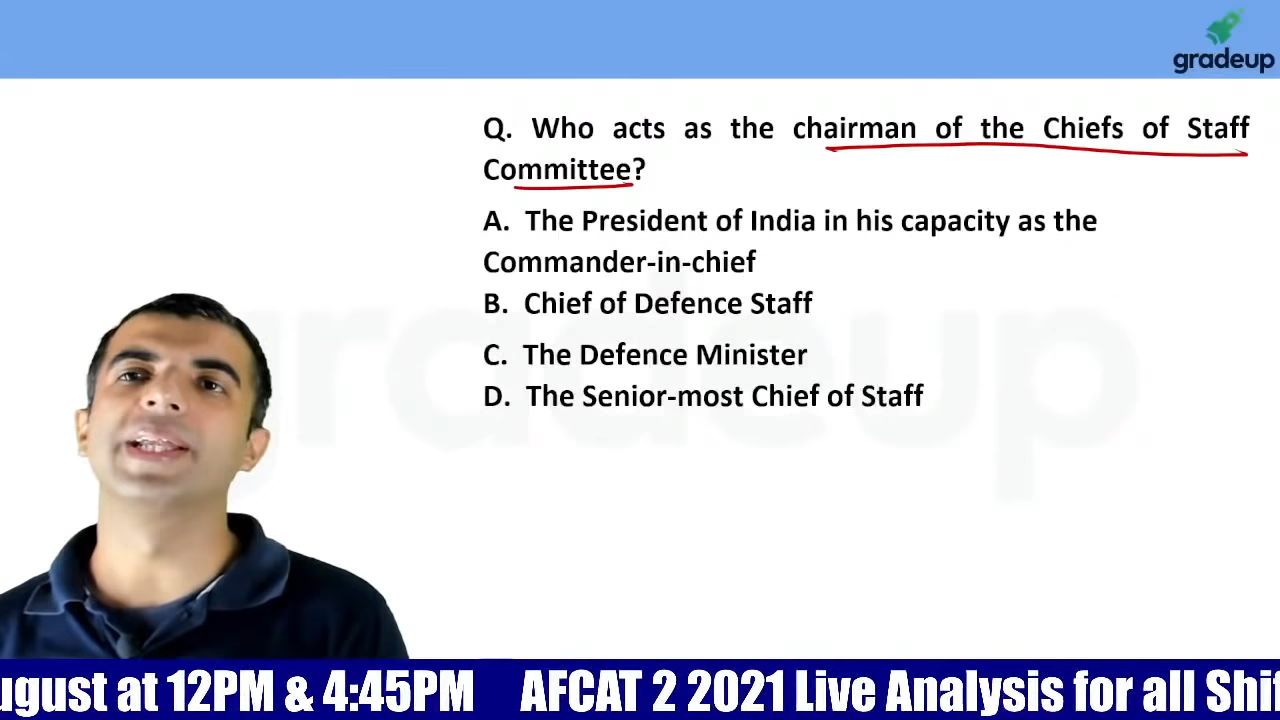 gradeup
Q. Who acts as the chairman of the Chiefs of Staff
Committee?
A. The President of India in his capacity as the
Commander-in-chief
B. Chief of Defence Staff
C. The Defence Minister
D. The Senior-most Chief of Staff
gradeup
ugust at 12PM & 4:45PM AFCAT 2 2021 Live Analysis for all Shif